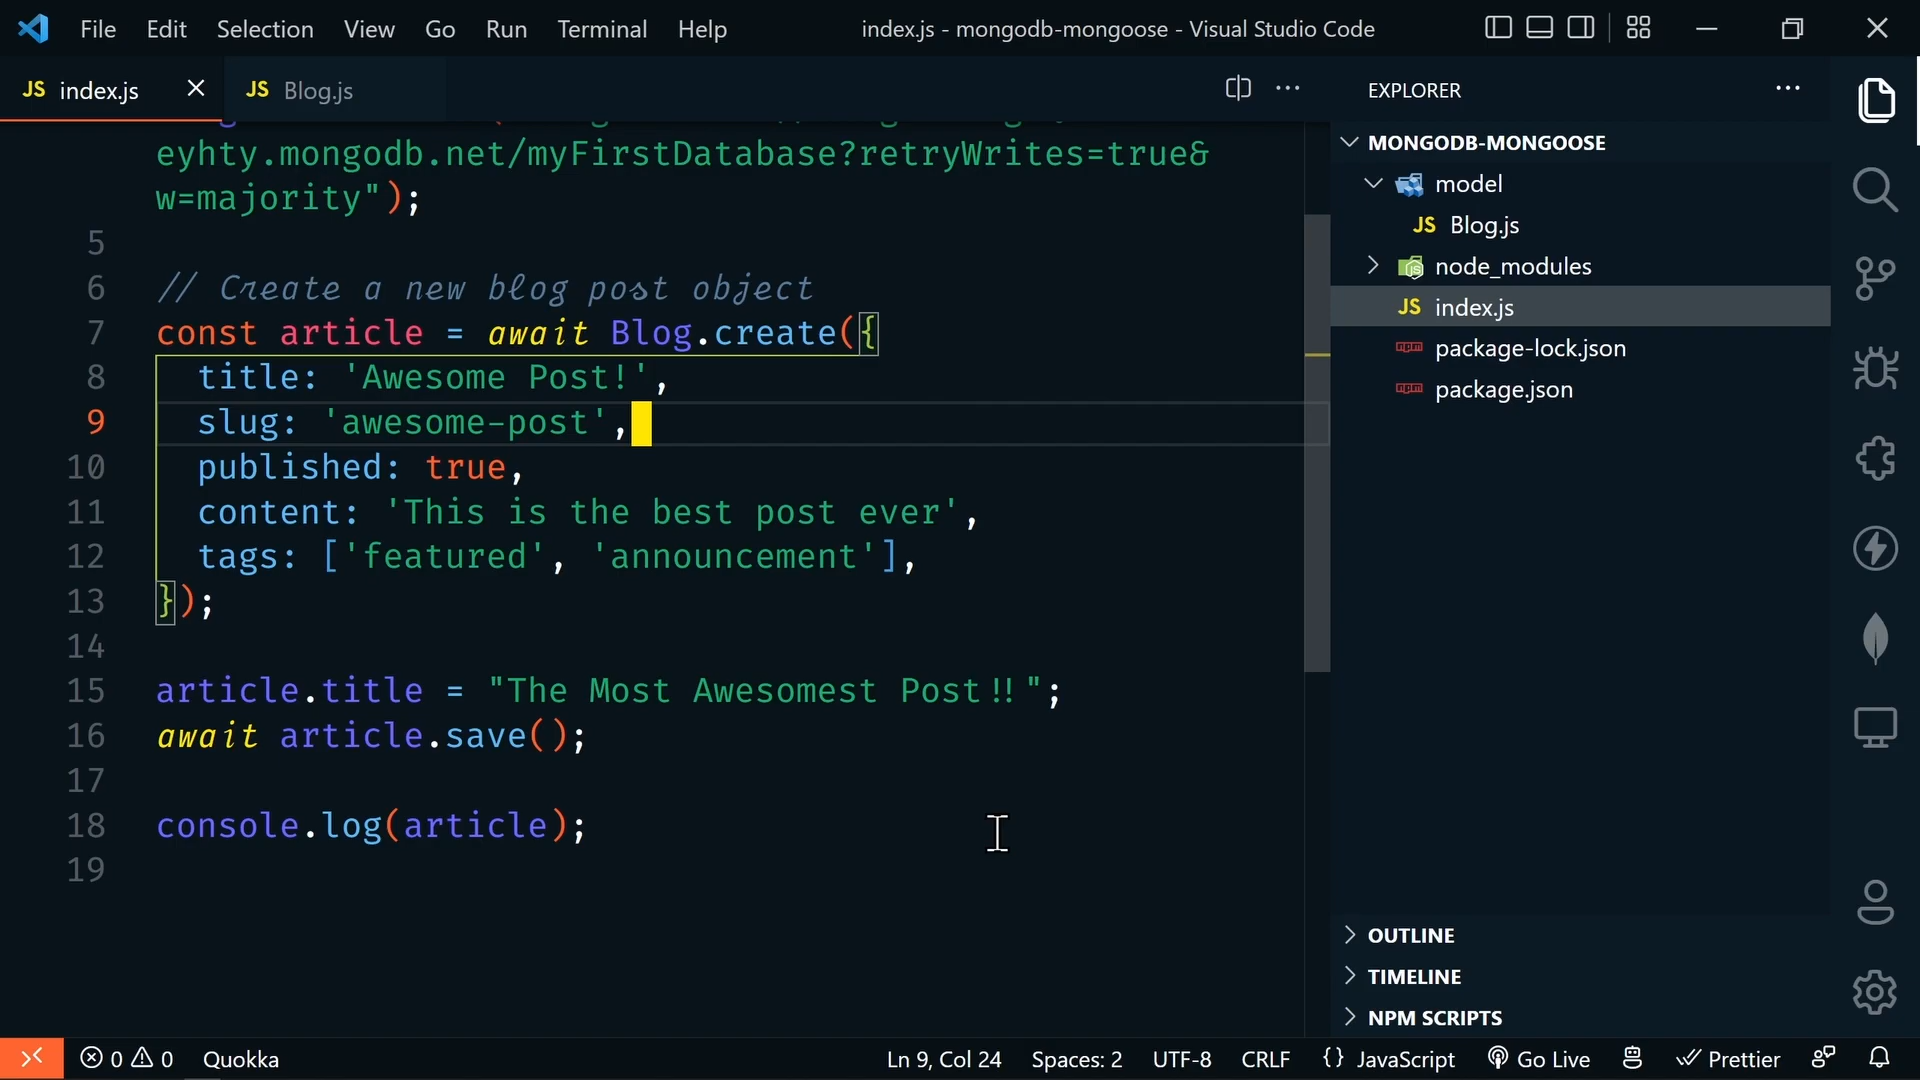 File Edit Selection View Go Run Terminal Help
index.js - mongodb-mongoose - Visual Studio Code
JS index.js
JS Blog.js
EXPLORER
MONGODB-MONGOOSE
model
JS Blog.js
node_modules
JS index.js
package-lock.json
package.json
OUTLINE
TIMELINE
NPM SCRIPTS
eyhty.mongodb.net/myFirstDatabase?retryWrites=true&
w=majority");
5
6 // Create a new blog post object
7 const article = await Blog.create({
8 title: 'Awesome Post!',
9 slug: 'awesome-post',
10 published: true,
11 content: 'This is the best post ever',
12 tags: ['featured', 'announcement'],
13 });
14
15 article.title = "The Most Awesomest Post!!";
16 await article.save();
17
18 console.log(article);
19
0 0 Quokka
Ln 9, Col 24 Spaces: 2 UTF-8 CRLF {} JavaScript Go Live Prettier